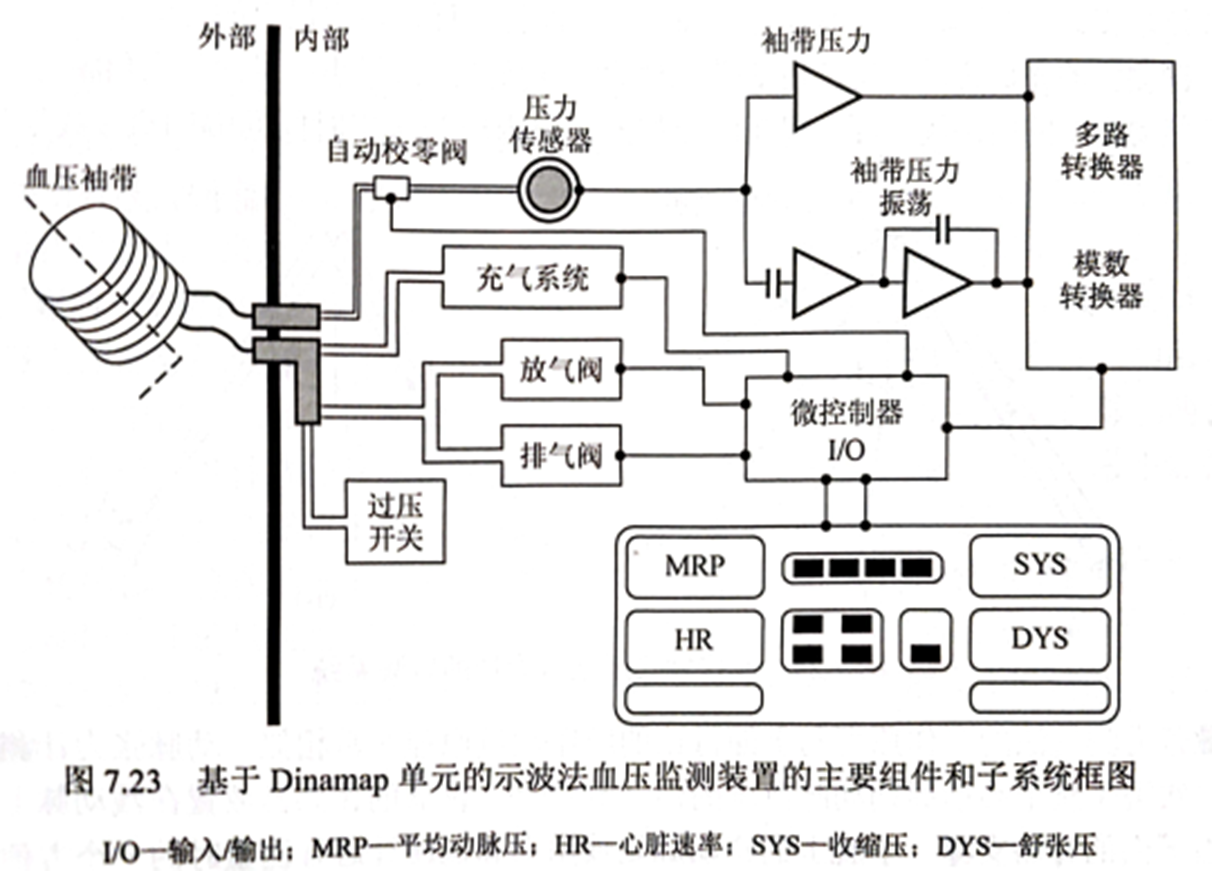 外部 内部
袖带压力
压力
传感器
自动校零阀
多路
转换器
血压袖带
袖带压力
振荡
充气系统
模数
转换器
放气阀
微控制器
I/O
排气阀
过压
开关
MRP
SYS
HR
DYS
图 7.23 基于 Dinamap 单元的示波法血压监测装置的主要组件和子系统框图
I/O—输入/输出；MRP—平均动脉压；HR—心脏速率；SYS—收缩压；DYS—舒张压